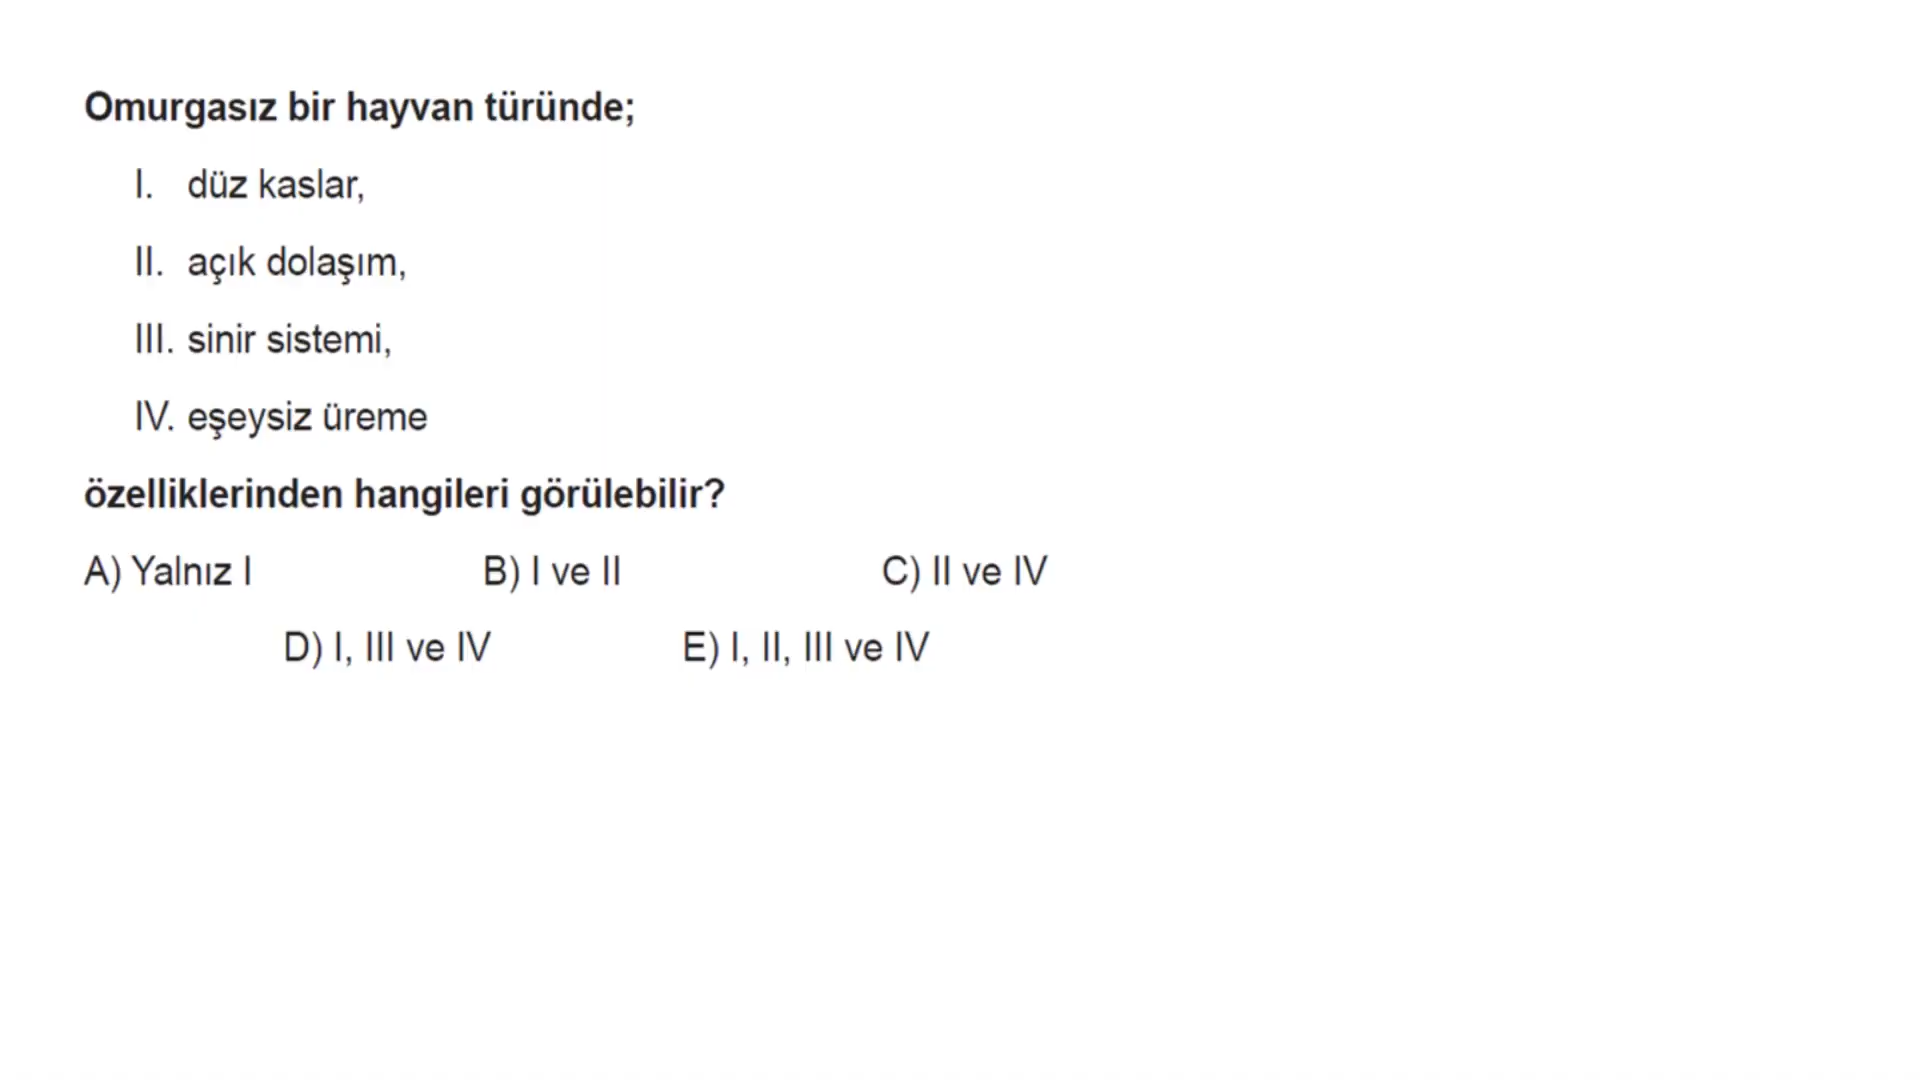 Omurgasız bir hayvan türünde;
I. düz kaslar,
II. açık dolaşım,
III. sinir sistemi,
IV. eşeysiz üreme
özelliklerinden hangileri görülebilir?
A) Yalnız I B) I ve II C) II ve IV
D) I, III ve IV E) I, II, III ve IV